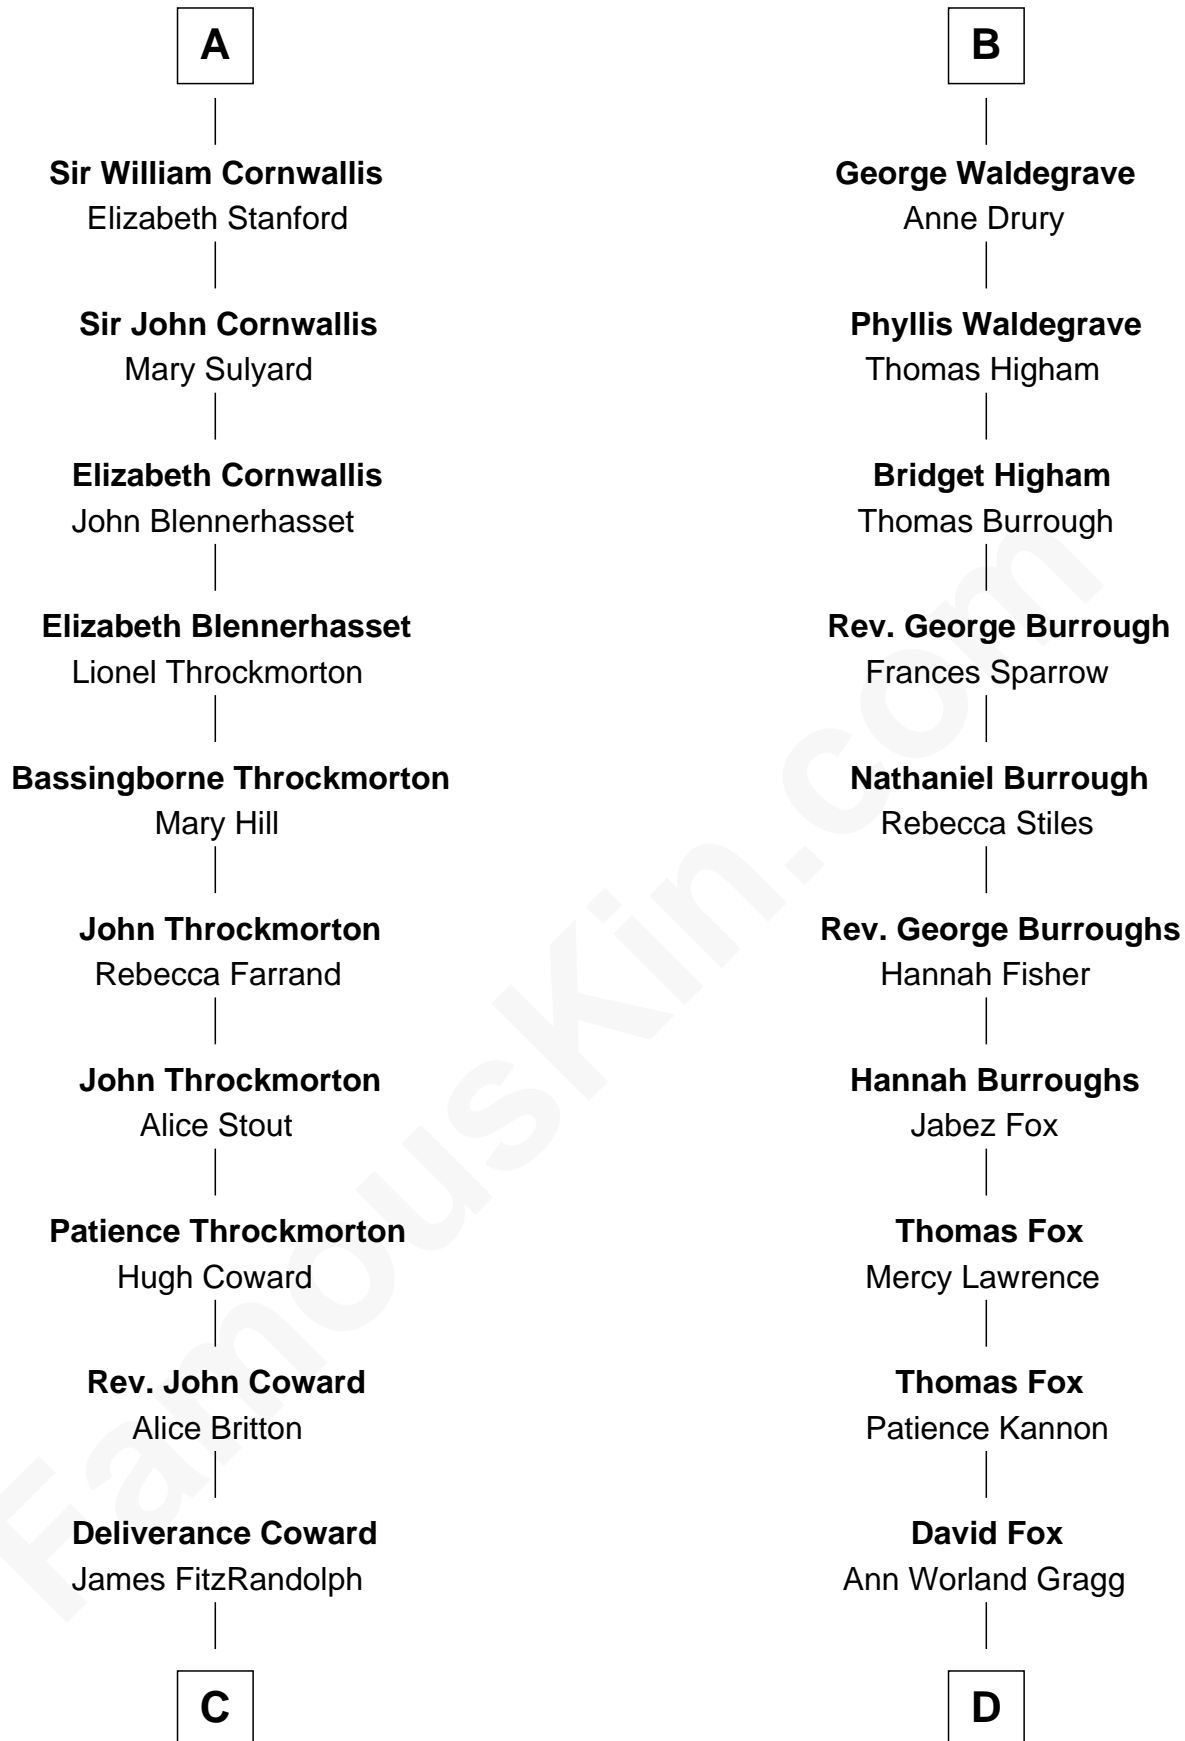 A
Sir William Cornwallis
Elizabeth Stanford
Sir John Cornwallis
Mary Sulyard
Elizabeth Cornwallis
John Blennerhasset
Elizabeth Blennerhasset
Lionel Throckmorton
Bassingborne Throckmorton
Mary Hill
John Throckmorton
Rebecca Farrand
John Throckmorton
Alice Stout
Patience Throckmorton
Hugh Coward
Rev. John Coward
Alice Britton
Deliverance Coward
James FitzRandolph
C
B
George Waldegrave
Anne Drury
Phyllis Waldegrave
Thomas Higham
Bridget Higham
Thomas Burrough
Rev. George Burrough
Frances Sparrow
Nathaniel Burrough
Rebecca Stiles
Rev. George Burroughs
Hannah Fisher
Hannah Burroughs
Jabez Fox
Thomas Fox
Mercy Lawrence
Thomas Fox
Patience Kannon
David Fox
Ann Worland Gragg
D
FamousKin.com